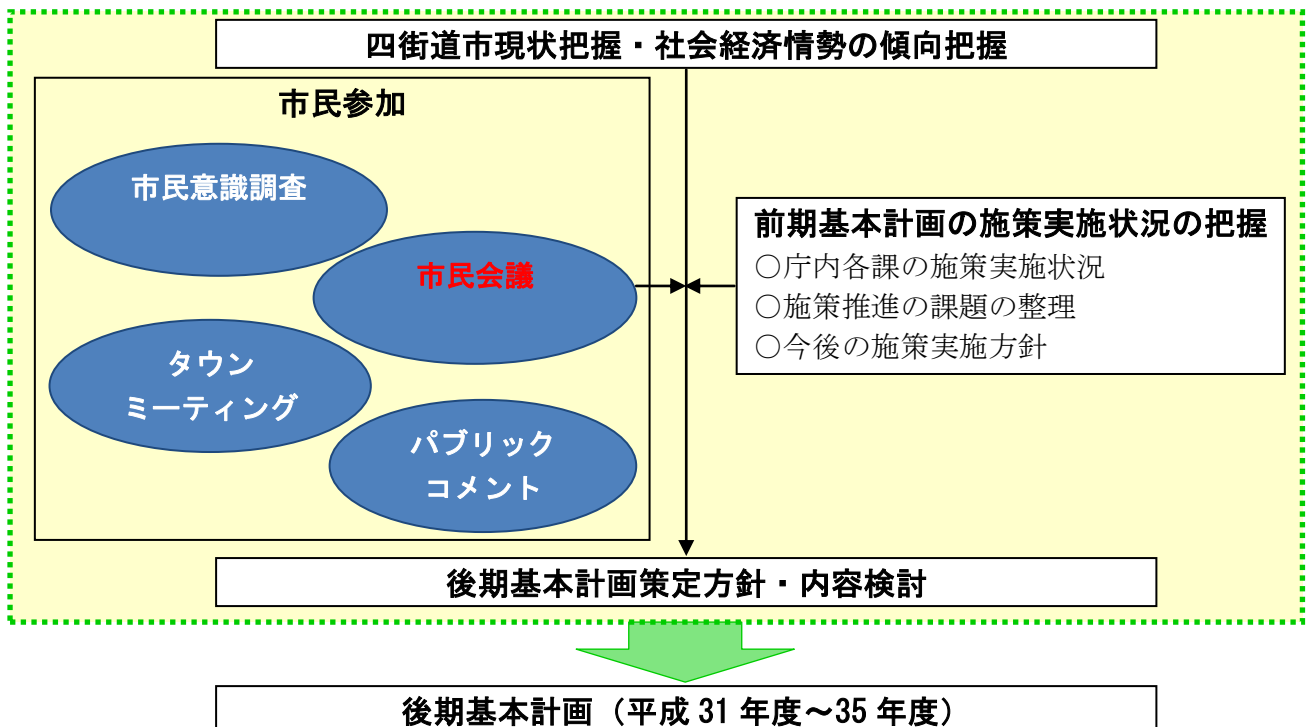 四街道市現状把握・社会経済情勢の傾向把握
市民参加
市民意識調査
市民会議
タウン
ミーティング
パブリック
コメント
前期基本計画の施策実施状況の把握
○庁内各課の施策実施状況
○施策推進の課題の整理
○今後の施策実施方針
後期基本計画策定方針・内容検討
後期基本計画（平成 31 年度～35 年度）